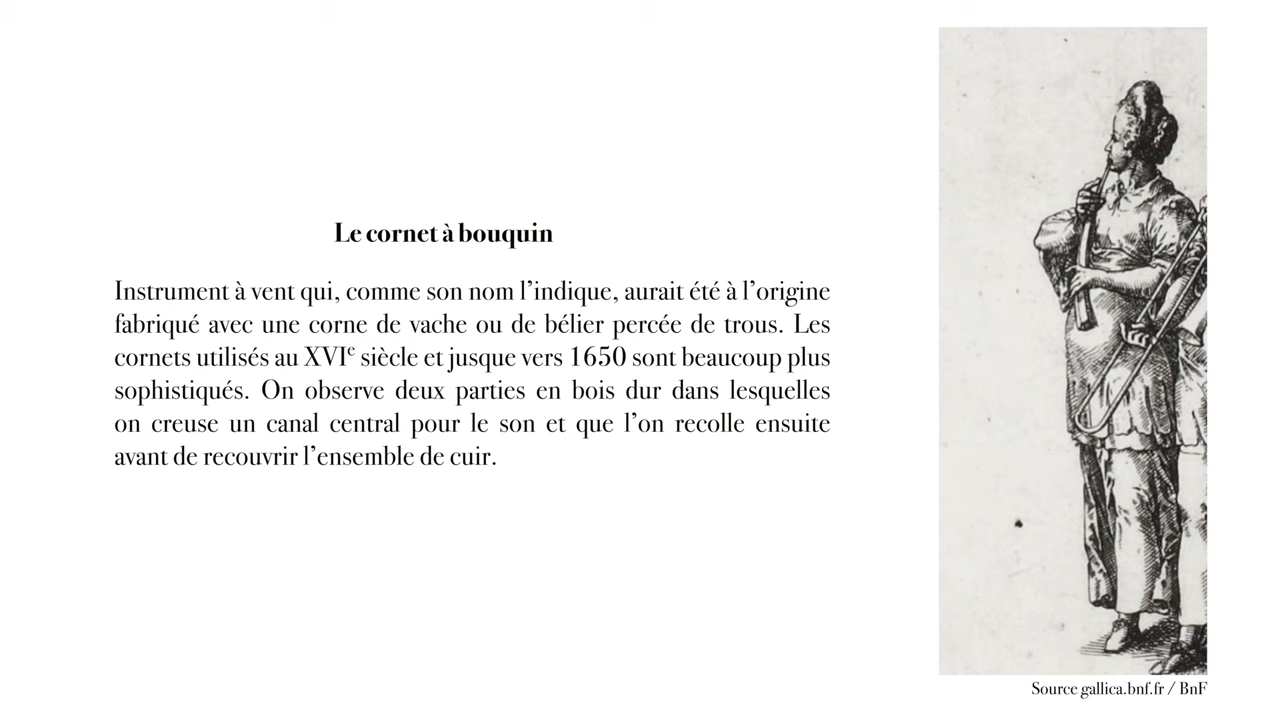 Le cornet à bouquin
Instrument à vent qui, comme son nom l’indique, aurait été à l’origine
fabriqué avec une corne de vache ou de bélier percée de trous. Les
cornets utilisés au XVIᵉ siècle et jusque vers 1650 sont beaucoup plus
sophistiqués. On observe deux parties en bois dur dans lesquelles
on creuse un canal central pour le son et que l’on recolle ensuite
avant de recouvrir l’ensemble de cuir.
Source gallica.bnf.fr / BnF